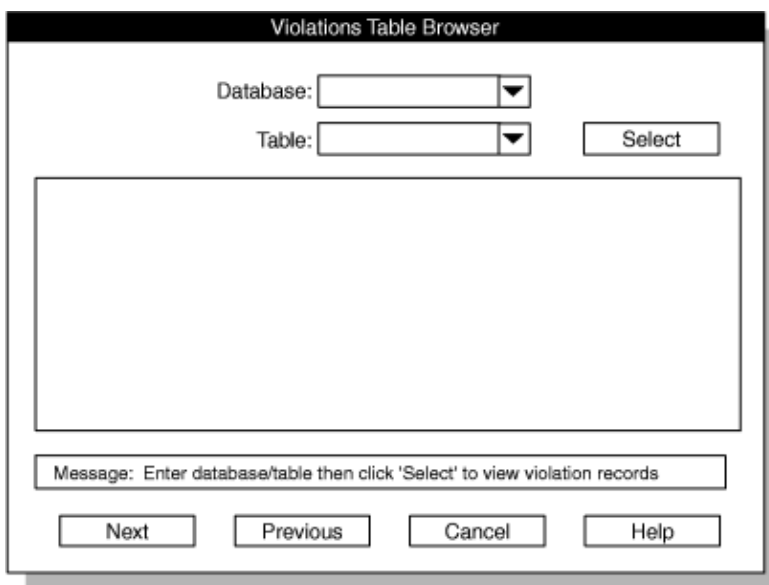 Violations Table Browser
Database:
Table:
Select
Message: Enter database/table then click 'Select' to view violation records
Next Previous Cancel Help